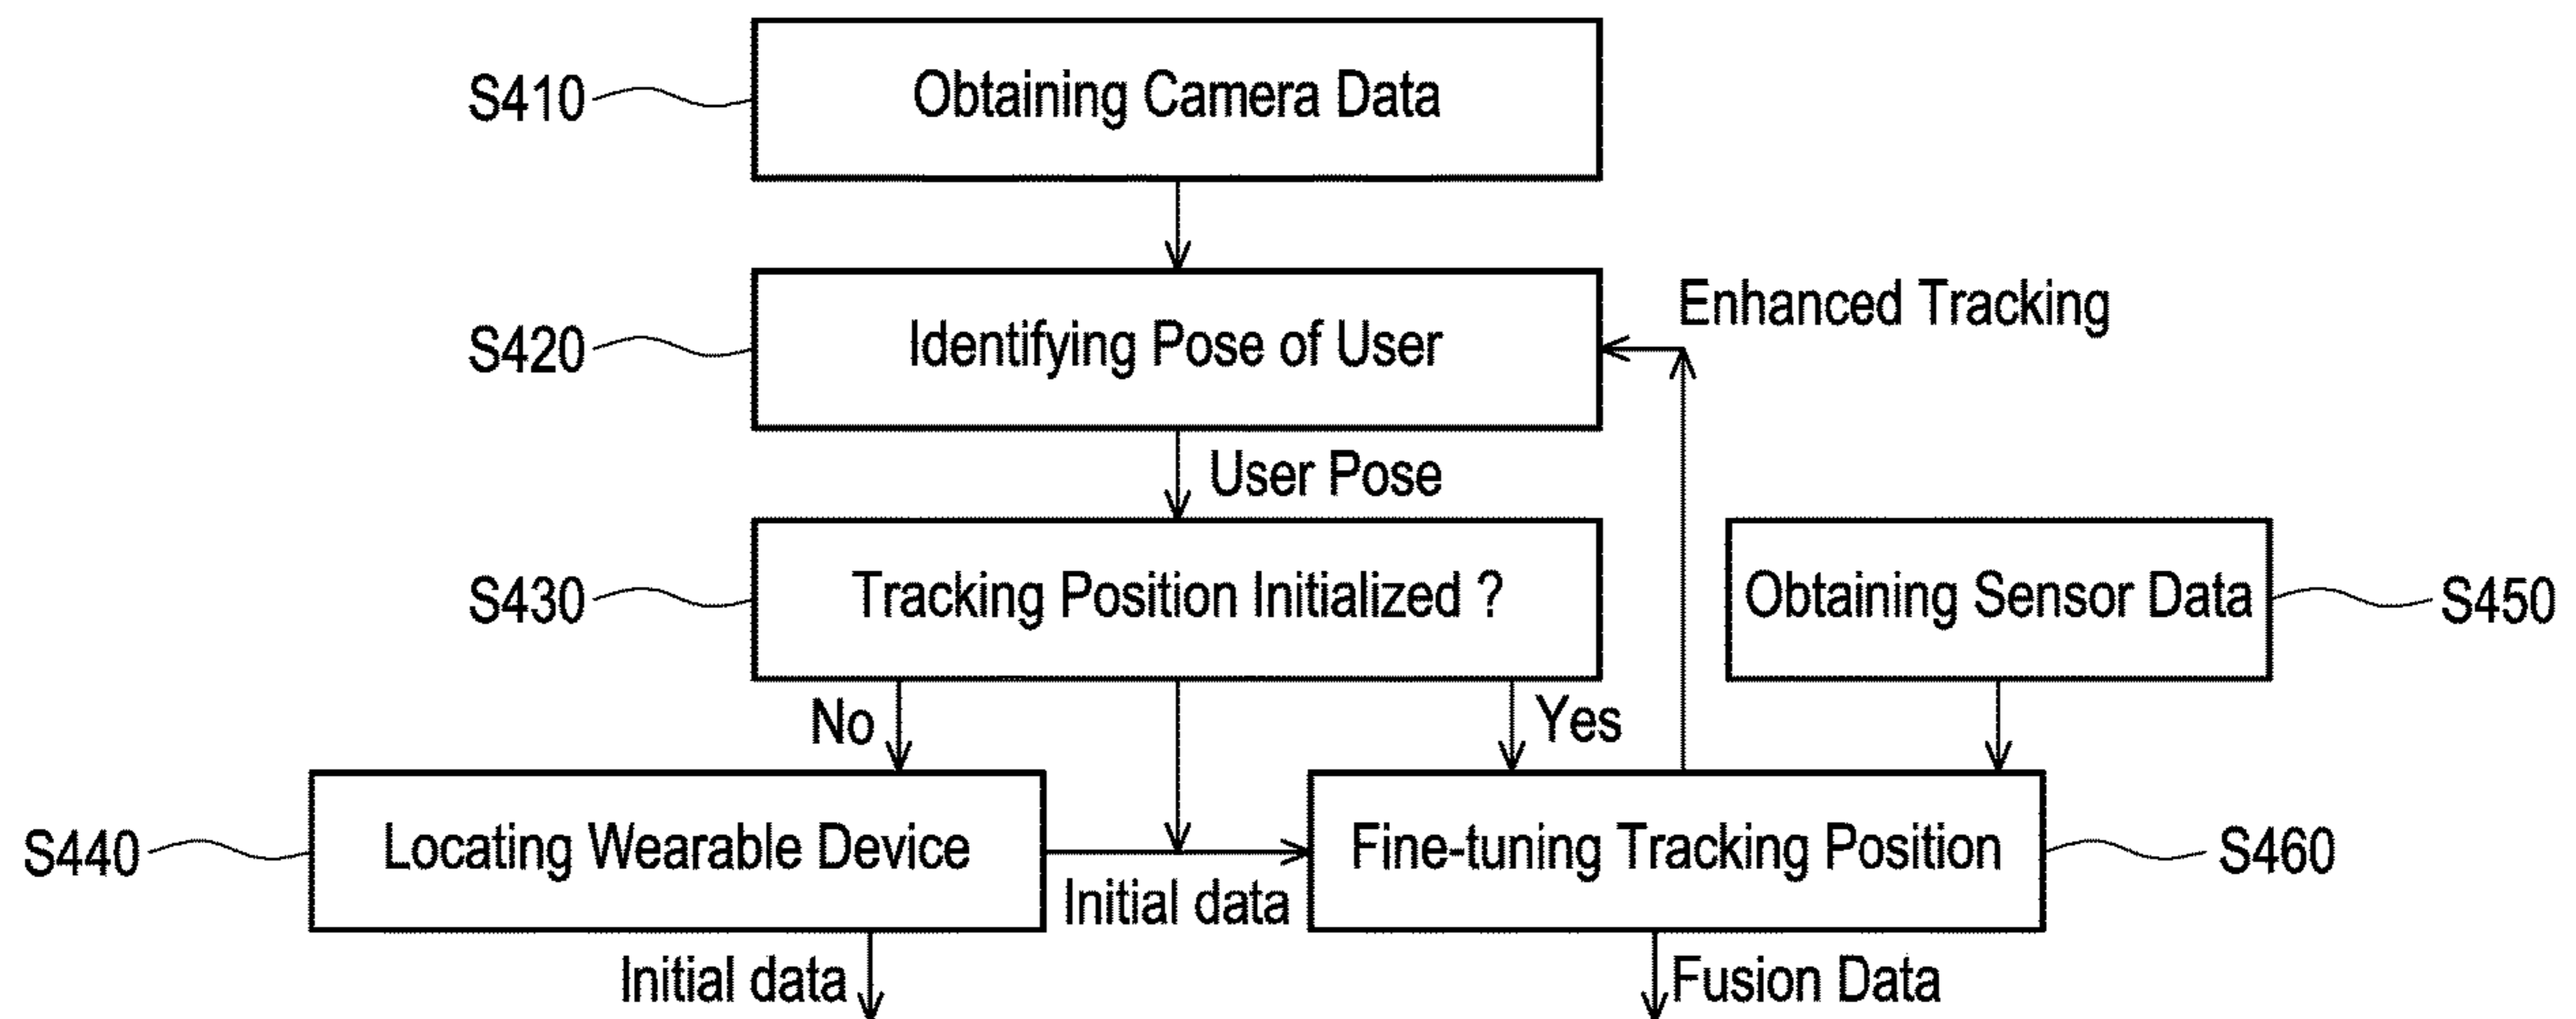 S410
Obtaining Camera Data
S420
Identifying Pose of User
Enhanced Tracking
User Pose
S430
Tracking Position Initialized ?
Obtaining Sensor Data
S450
No
Yes
S440
Locating Wearable Device
Initial data
Fine-tuning Tracking Position
S460
Initial data
Fusion Data